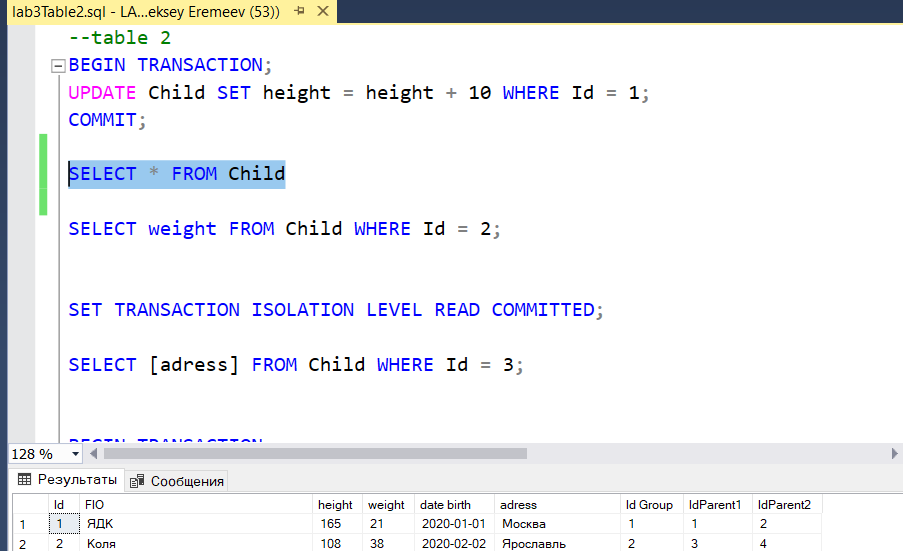 lab3Table2.sql - LA...eksey Eremeev (53))
--table 2
BEGIN TRANSACTION;
UPDATE Child SET height = height + 10 WHERE Id = 1;
COMMIT;
SELECT * FROM Child
SELECT weight FROM Child WHERE Id = 2;
SET TRANSACTION ISOLATION LEVEL READ COMMITTED;
SELECT [adress] FROM Child WHERE Id = 3;
BEGIN TRANSACTION
128 %
Результаты Сообщения
Id FIO height weight date birth adress Id Group IdParent1 IdParent2
1 1 ЯДК 165 21 2020-01-01 Москва 1 1 2
2 2 Коля 108 38 2020-02-02 Ярославль 2 3 4